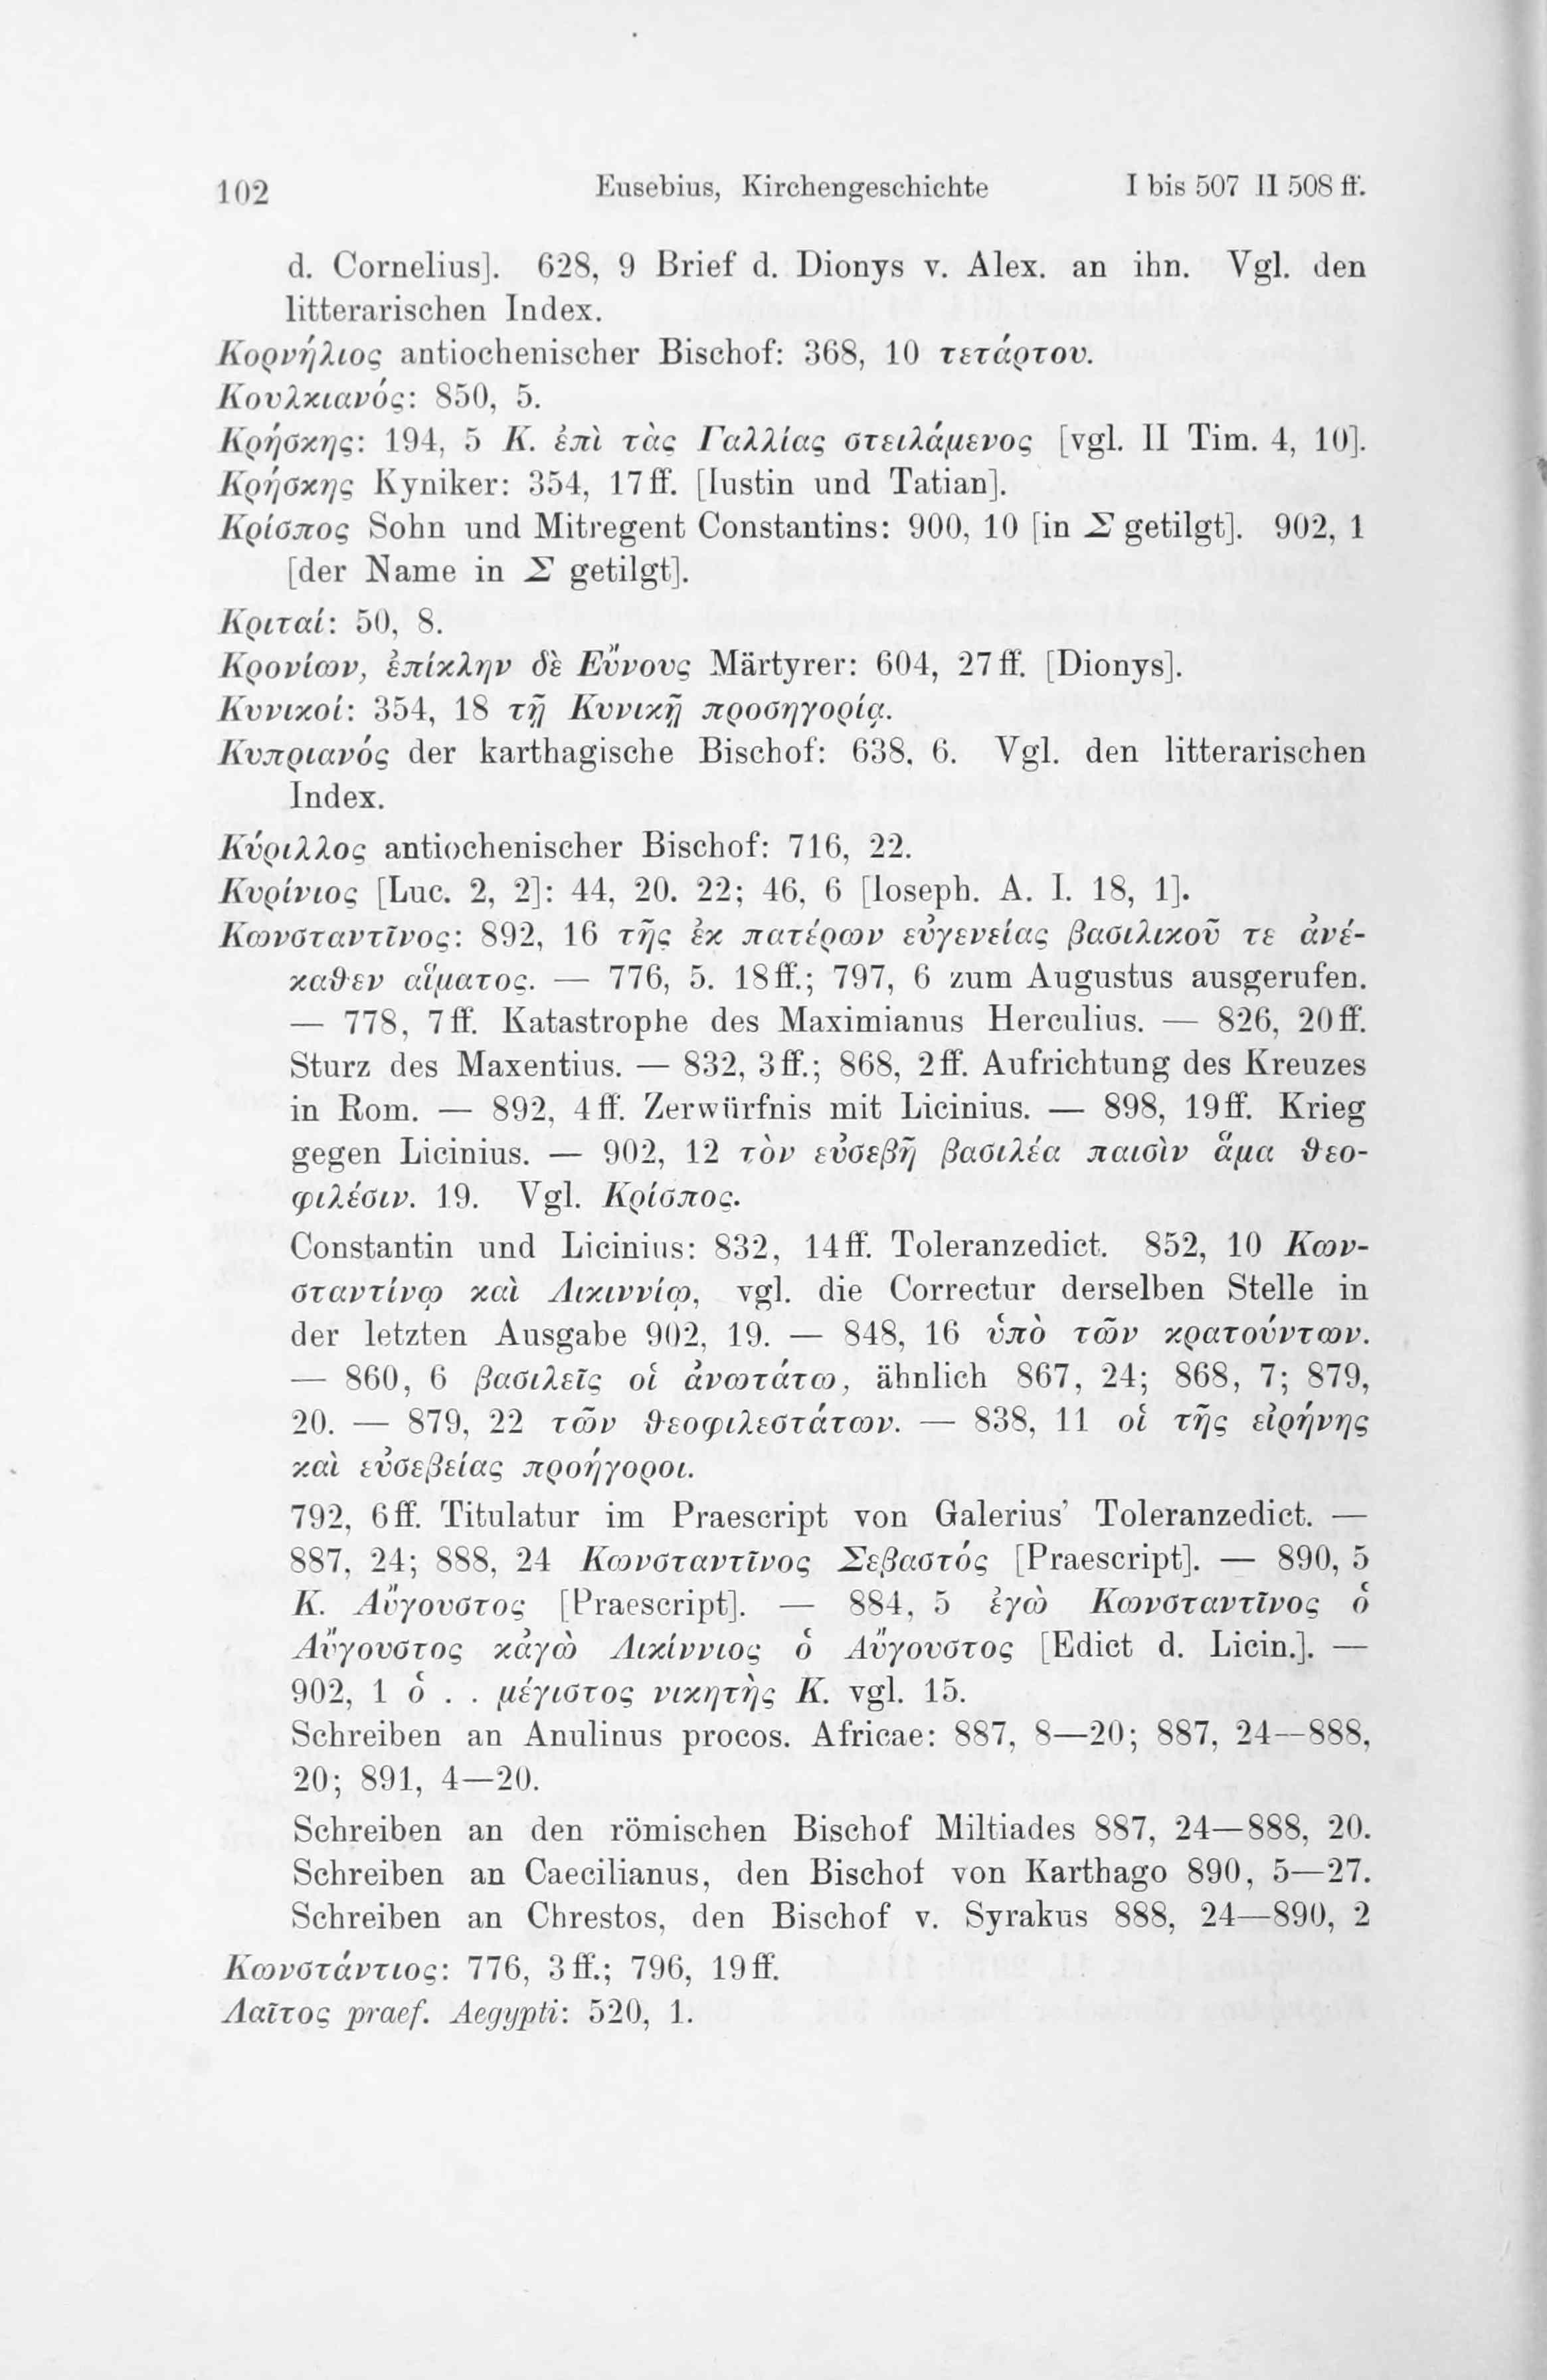 102 Eusebius, Kirchengeschichte I bis 507 II 508 ff.
d. Cornelius]. 628, 9 Brief d. Dionys v. Alex. an ihn. Vgl. den
litterarischen Index.
Κορνήλιος antiochenischer Bischof: 368, 10 τετάρτου.
Κουλκιανός: 850, 5.
Κρήσκης: 194, 5 Κ. ἐπὶ τὰς Γαλλίας στειλάμενος [vgl. II Tim. 4, 10].
Κρήσκης Kyniker: 354, 17 ff. [Iustin und Tatian].
Κρίσπος Sohn und Mitregent Constantins: 900, 10 [in Σ getilgt]. 902, 1
[der Name in Σ getilgt].
Κριταί: 50, 8.
Κρονίων, ἐπίκλην δὲ Εὔνους Märtyrer: 604, 27 ff. [Dionys].
Κυνικοί: 354, 18 τῇ Κυνικῇ προσηγορίᾳ.
Κυπριανός der karthagische Bischof: 638, 6. Vgl. den litterarischen
Index.
Κύριλλος antiochenischer Bischof: 716, 22.
Κυρίνιος [Luc. 2, 2]: 44, 20. 22; 46, 6 [Ioseph. A. I. 18, 1].
Κωνσταντῖνος: 892, 16 τῆς ἐκ πατέρων εὐγενείας βασιλικοῦ τε ἀνέ-
καθεν αἵματος. — 776, 5. 18 ff.; 797, 6 zum Augustus ausgerufen.
— 778, 7 ff. Katastrophe des Maximianus Herculius. — 826, 20 ff.
Sturz des Maxentius. — 832, 3 ff.; 868, 2 ff. Aufrichtung des Kreuzes
in Rom. — 892, 4 ff. Zerwürfnis mit Licinius. — 898, 19 ff. Krieg
gegen Licinius. — 902, 12 τὸν εὐσεβῆ βασιλέα παισὶν ἅμα θεο-
φιλέσιν. 19. Vgl. Κρίσπος.
Constantin und Licinius: 832, 14 ff. Toleranzedict. 852, 10 Κων-
σταντίνῳ καὶ Λικιννίῳ, vgl. die Correctur derselben Stelle in
der letzten Ausgabe 902, 19. — 848, 16 ὑπὸ τῶν κρατούντων.
— 860, 6 βασιλεῖς οἱ ἀνωτάτω, ähnlich 867, 24; 868, 7; 879,
20. — 879, 22 τῶν θεοφιλεστάτων. — 838, 11 οἱ τῆς εἰρήνης
καὶ εὐσεβείας προήγοροι.
792, 6 ff. Titulatur im Praescript von Galerius’ Toleranzedict. —
887, 24; 888, 24 Κωνσταντῖνος Σεβαστός [Praescript]. — 890, 5
Κ. Αὔγουστος [Praescript]. — 884, 5 ἐγὼ Κωνσταντῖνος ὁ
Αὔγουστος κἀγὼ Λικίννιος ὁ Αὔγουστος [Edict d. Licin.]. —
902, 1 ὁ . . μέγιστος νικητὴς Κ. vgl. 15.
Schreiben an Anulinus procos. Africae: 887, 8—20; 887, 24—888,
20; 891, 4—20.
Schreiben an den römischen Bischof Miltiades 887, 24—888, 20.
Schreiben an Caecilianus, den Bischof von Karthago 890, 5—27.
Schreiben an Chrestos, den Bischof v. Syrakus 888, 24—890, 2
Κωνστάντιος: 776, 3 ff.; 796, 19 ff.
Λαῖτος praef. Aegypti: 520, 1.